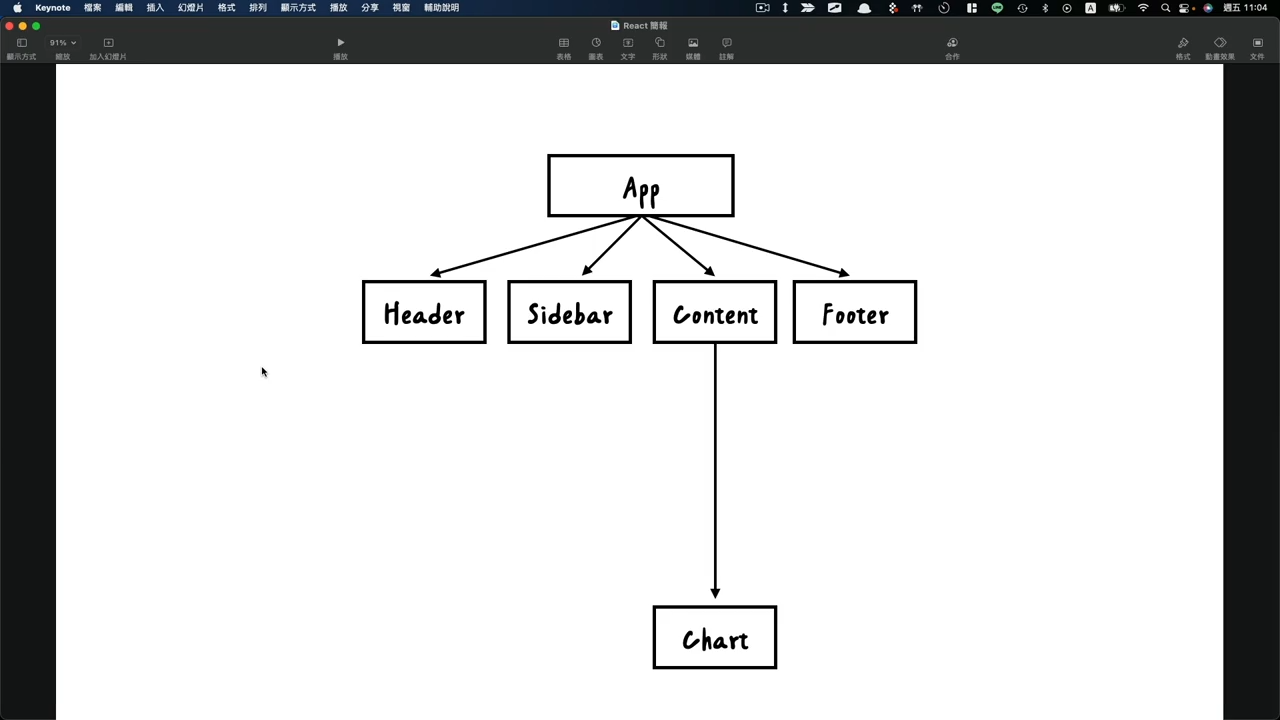 Keynote 檔案 編輯 插入 幻燈片 格式 排列 顯示方式 播放 分享 視窗 輔助說明 A 週五 11:04
React 簡報
91%
顯示方式 縮放 加入幻燈片 播放 表格 圖表 文字 形狀 媒體 註解 合作 格式 動畫效果 文件
App
Header Sidebar Content Footer
Chart